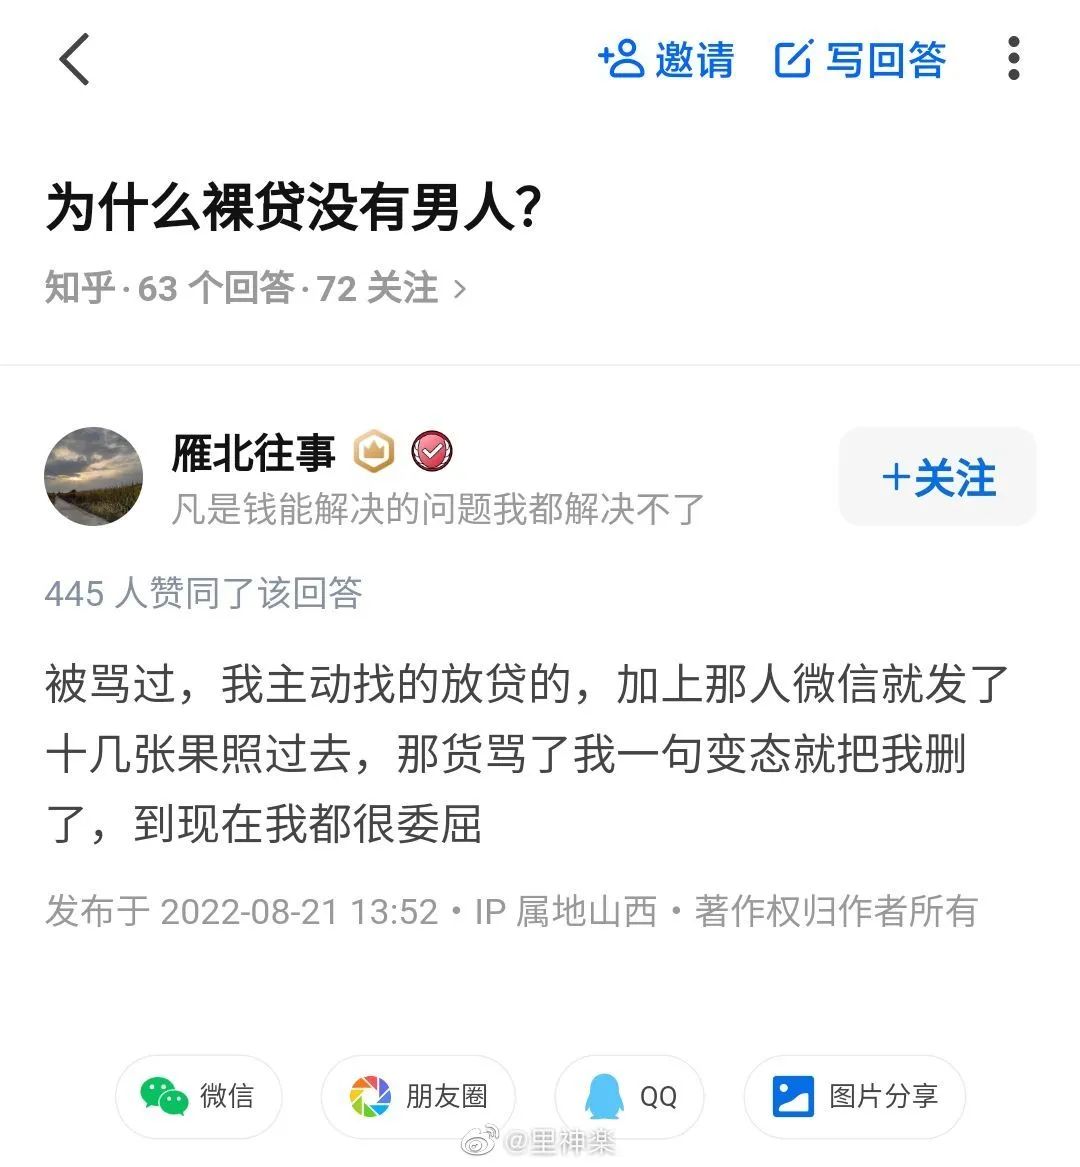 邀请 写回答
为什么裸贷没有男人？
知乎·63 个回答·72 关注 >
雁北往事
+关注
凡是钱能解决的问题我都解决不了
445 人赞同了该回答
被骂过，我主动找的放贷的，加上那人微信就发了
十几张果照过去，那货骂了我一句变态就把我删
了，到现在我都很委屈
发布于 2022-08-21 13:52・IP 属地山西・著作权归作者所有
微信 朋友圈 QQ 图片分享
@里神楽